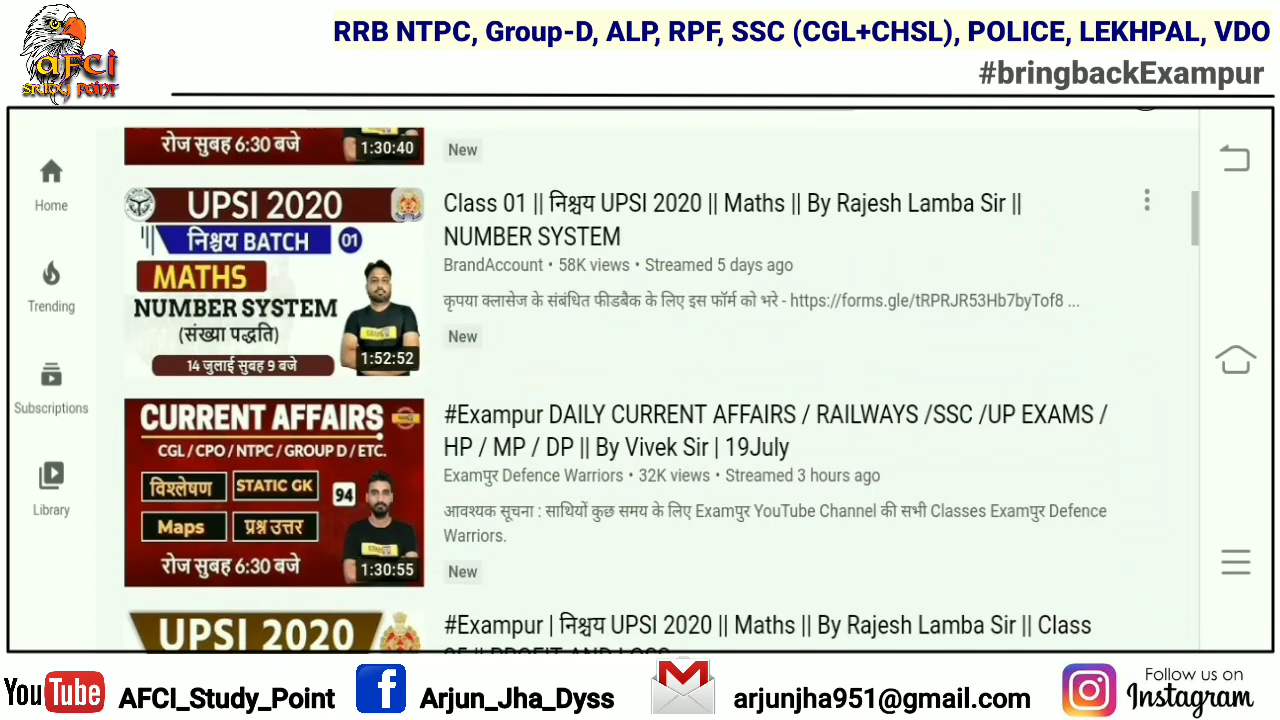 RRB NTPC, Group-D, ALP, RPF, SSC (CGL+CHSL), POLICE, LEKHPAL, VDO
#bringbackExampur
AFCI
STUDY POINT
रोज सुबह 6:30 बजे
1:30:40
New
Home
Trending
Subscriptions
Library
UPSI 2020
निश्चय BATCH 01
MATHS
NUMBER SYSTEM
(संख्या पद्धति)
14 जुलाई सुबह 9 बजे
1:52:52
Class 01 || निश्चय UPSI 2020 || Maths || By Rajesh Lamba Sir ||
NUMBER SYSTEM
BrandAccount • 58K views • Streamed 5 days ago
कृपया क्लासेज के संबंधित फीडबैक के लिए इस फॉर्म को भरे - https://forms.gle/tRPRJR53Hb7byTof8 ...
New
CURRENT AFFAIRS
CGL / CPO / NTPC / GROUP D / ETC.
विश्लेषण STATIC GK
94
Maps प्रश्न उत्तर
रोज सुबह 6:30 बजे
1:30:55
#Exampur DAILY CURRENT AFFAIRS / RAILWAYS /SSC /UP EXAMS /
HP / MP / DP || By Vivek Sir | 19July
Examपुर Defence Warriors • 32K views • Streamed 3 hours ago
आवश्यक सूचना : साथियों कुछ समय के लिए Examपुर YouTube Channel की सभी Classes Examपुर Defence
Warriors.
New
UPSI 2020
#Exampur | निश्चय UPSI 2020 || Maths || By Rajesh Lamba Sir || Class
YouTube AFCI_Study_Point
Arjun_Jha_Dyss
arjunjha951@gmail.com
Follow us on
Instagram